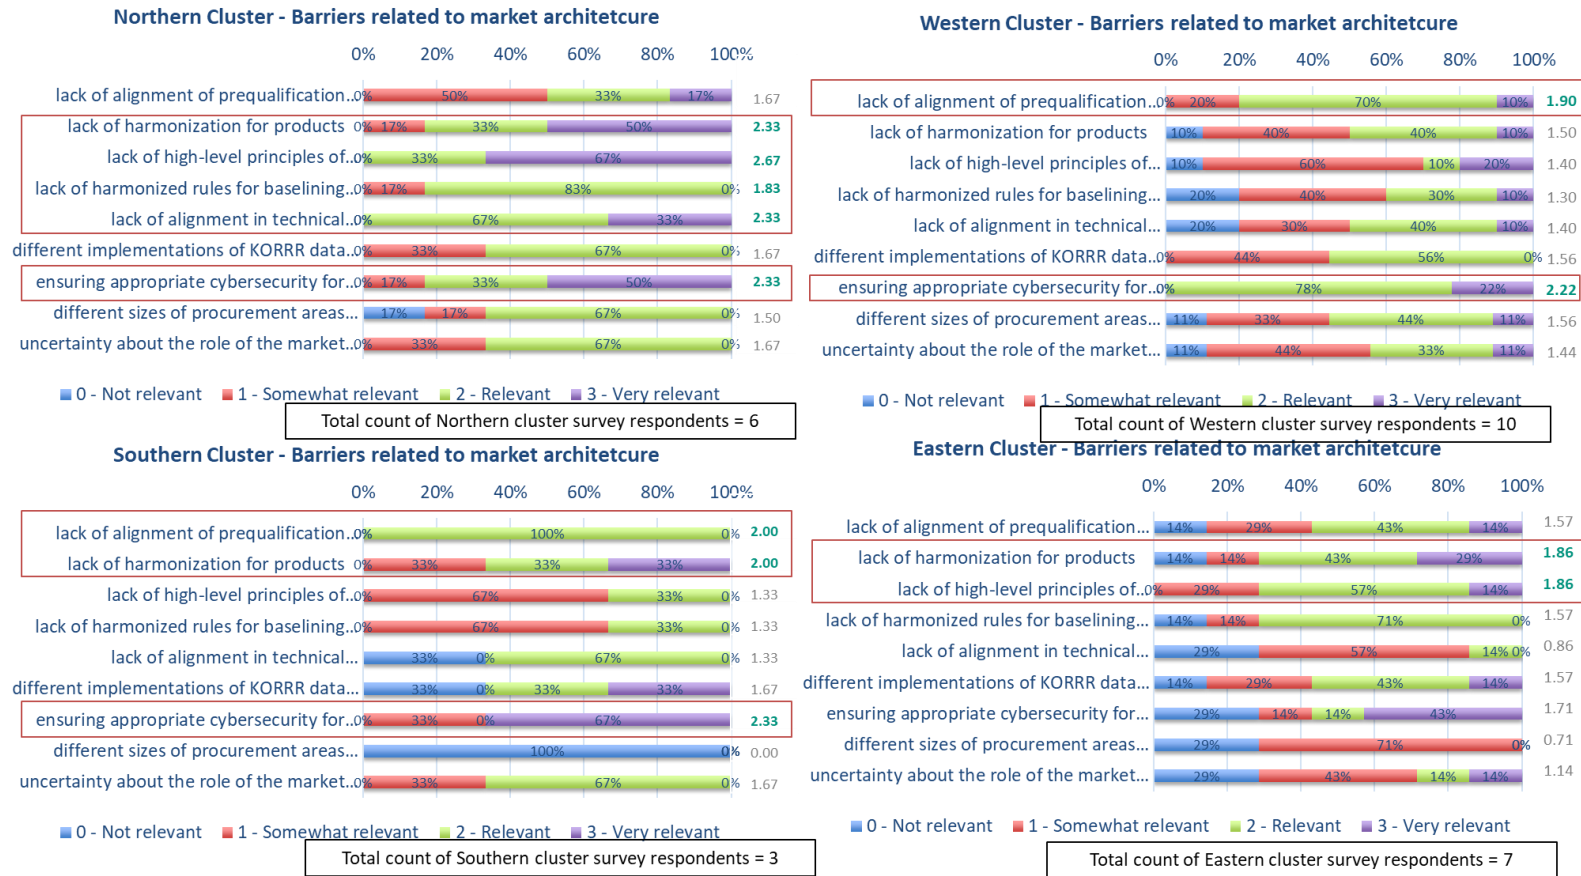 Northern Cluster - Barriers related to market architetcure
0% 20% 40% 60% 80% 100%
lack of alignment of prequalification... 0% 50% 33% 17% 1.67
lack of harmonization for products 0% 17% 33% 50% 2.33
lack of high-level principles of... 0% 33% 67% 2.67
lack of harmonized rules for baselining... 0% 17% 83% 0% 1.83
lack of alignment in technical... 0% 67% 33% 2.33
different implementations of KORRR data... 0% 33% 67% 0% 1.67
ensuring appropriate cybersecurity for... 0% 17% 33% 50% 2.33
different sizes of procurement areas... 17% 17% 67% 0% 1.50
uncertainty about the role of the market... 0% 33% 67% 0% 1.67
0 - Not relevant 1 - Somewhat relevant 2 - Relevant 3 - Very relevant
Total count of Northern cluster survey respondents = 6
Western Cluster - Barriers related to market architetcure
0% 20% 40% 60% 80% 100%
lack of alignment of prequalification... 0% 20% 70% 10% 1.90
lack of harmonization for products 10% 40% 40% 10% 1.50
lack of high-level principles of... 10% 60% 10% 20% 1.40
lack of harmonized rules for baselining... 20% 40% 30% 10% 1.30
lack of alignment in technical... 20% 30% 40% 10% 1.40
different implementations of KORRR data... 0% 44% 56% 0% 1.56
ensuring appropriate cybersecurity for... 0% 78% 22% 2.22
different sizes of procurement areas... 11% 33% 44% 11% 1.56
uncertainty about the role of the market... 11% 44% 33% 11% 1.44
0 - Not relevant 1 - Somewhat relevant 2 - Relevant 3 - Very relevant
Total count of Western cluster survey respondents = 10
Southern Cluster - Barriers related to market architetcure
0% 20% 40% 60% 80% 100%
lack of alignment of prequalification... 0% 100% 0% 2.00
lack of harmonization for products 0% 33% 33% 33% 2.00
lack of high-level principles of... 0% 67% 33% 0% 1.33
lack of harmonized rules for baselining... 0% 67% 33% 0% 1.33
lack of alignment in technical... 33% 0% 67% 0% 1.33
different implementations of KORRR data... 33% 0% 33% 33% 1.67
ensuring appropriate cybersecurity for... 0% 33% 0% 67% 2.33
different sizes of procurement areas... 100% 0% 0.00
uncertainty about the role of the market... 0% 33% 67% 0% 1.67
0 - Not relevant 1 - Somewhat relevant 2 - Relevant 3 - Very relevant
Total count of Southern cluster survey respondents = 3
Eastern Cluster - Barriers related to market architetcure
0% 20% 40% 60% 80% 100%
lack of alignment of prequalification... 14% 29% 43% 14% 1.57
lack of harmonization for products 14% 14% 43% 29% 1.86
lack of high-level principles of... 0% 29% 57% 14% 1.86
lack of harmonized rules for baselining... 14% 14% 71% 0% 1.57
lack of alignment in technical... 29% 57% 14% 0% 0.86
different implementations of KORRR data... 14% 29% 43% 14% 1.57
ensuring appropriate cybersecurity for... 29% 14% 14% 43% 1.71
different sizes of procurement areas... 29% 71% 0% 0.71
uncertainty about the role of the market... 29% 43% 14% 14% 1.14
0 - Not relevant 1 - Somewhat relevant 2 - Relevant 3 - Very relevant
Total count of Eastern cluster survey respondents = 7